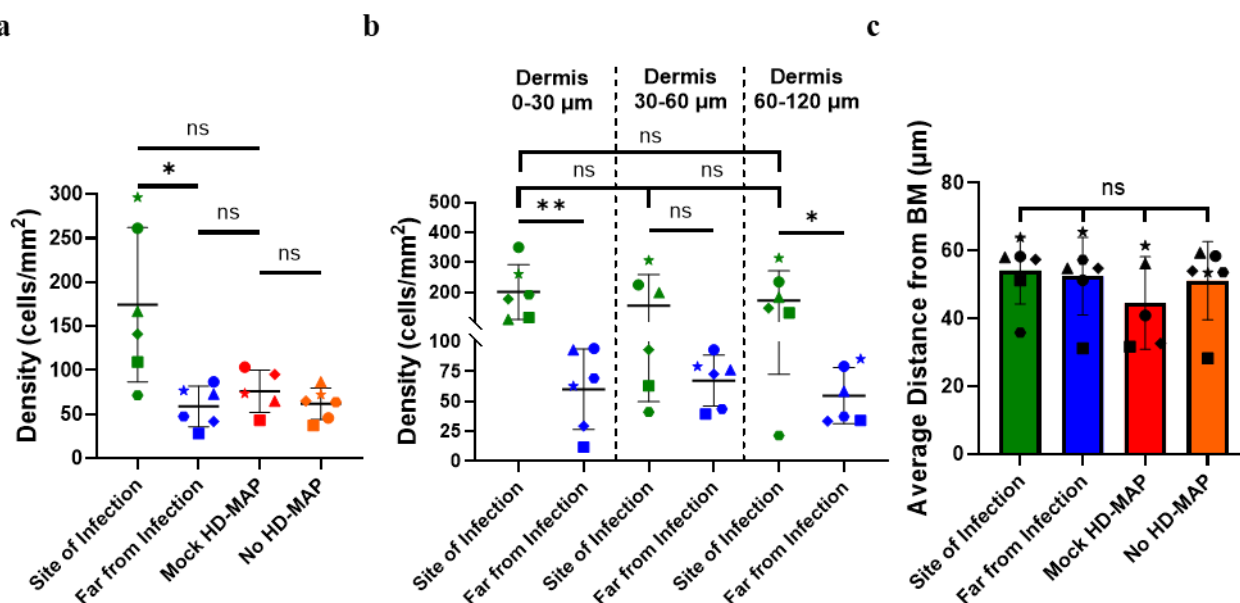 a
ns
*
ns
ns
Density (cells/mm²)
300
250
200
150
100
50
0
Site of Infection
Far from Infection
Mock HD-MAP
No HD-MAP
b
Dermis
0-30 µm
Dermis
30-60 µm
Dermis
60-120 µm
ns
ns
ns
**
ns
*
Density (cells/mm²)
500
400
300
200
100
75
50
25
0
Site of Infection
Far from Infection
Site of Infection
Far from Infection
Site of Infection
Far from Infection
c
ns
Average Distance from BM (µm)
80
60
40
20
0
Site of Infection
Far from Infection
Mock HD-MAP
No HD-MAP